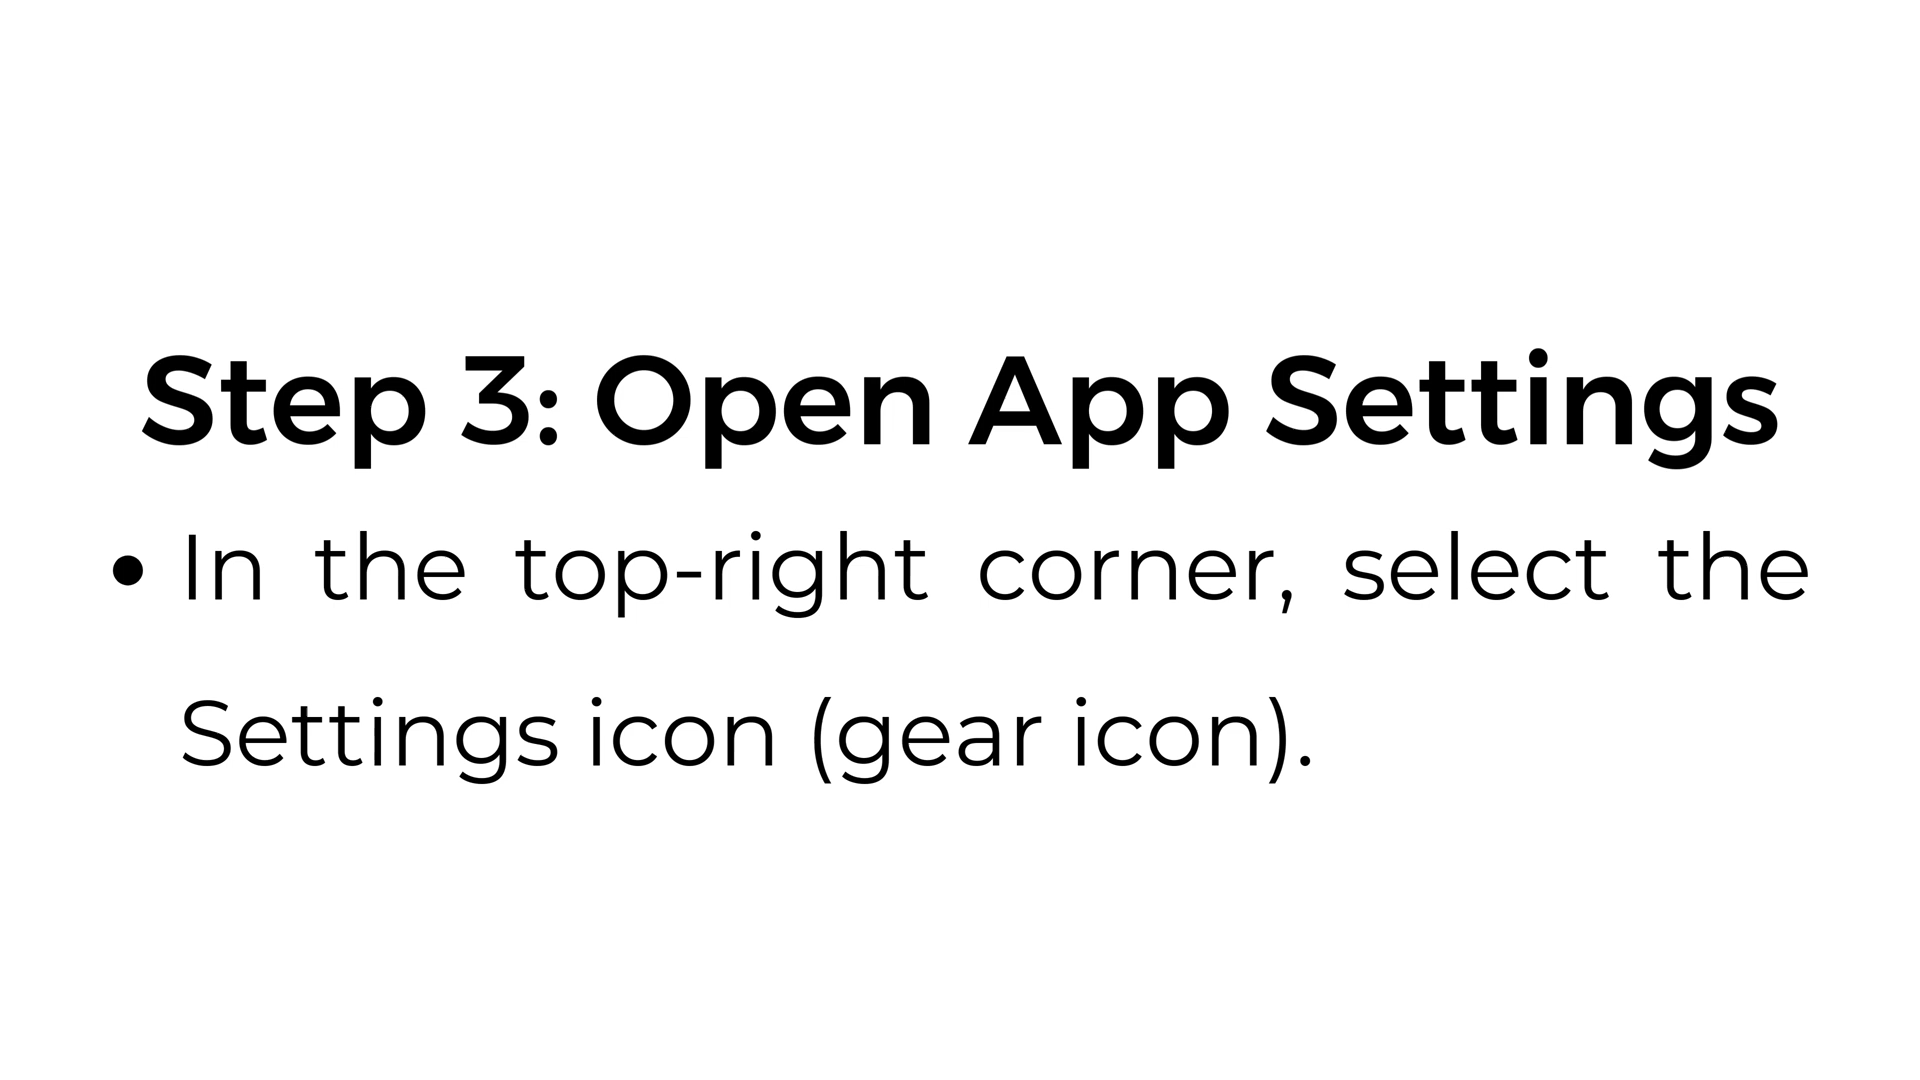 Step 3: Open App Settings
• In the top-right corner, select the
Settings icon (gear icon).